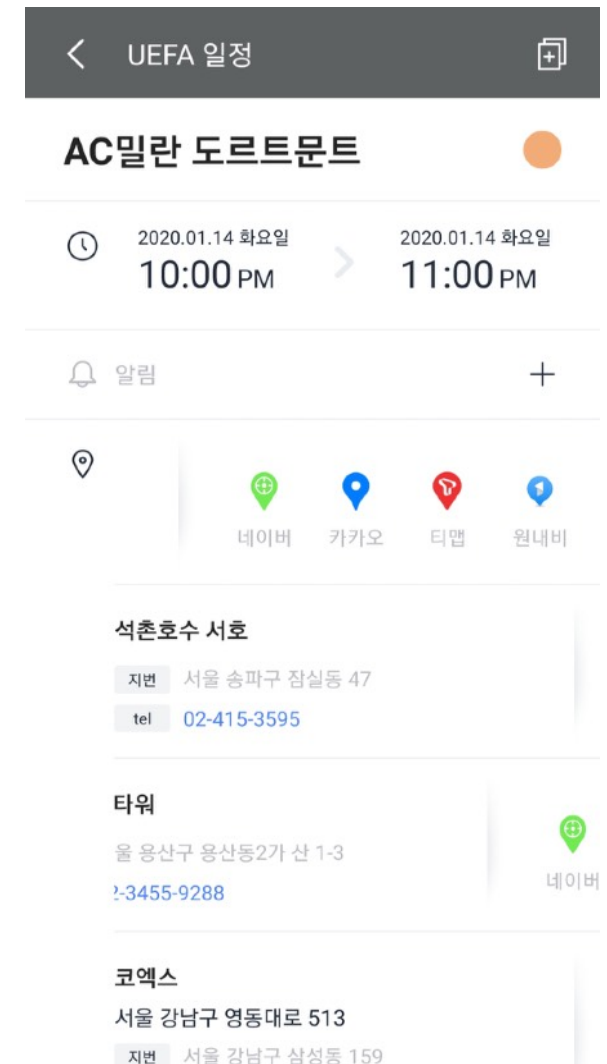 UEFA 일정
AC밀란 도르트문트
2020.01.14 화요일 2020.01.14 화요일
10:00 PM 11:00 PM
알림
네이버 카카오 티맵 원내비
석촌호수 서호
지번 서울 송파구 잠실동 47
tel 02-415-3595
타워
울 용산구 용산동2가 산 1-3
2-3455-9288
네이버
코엑스
서울 강남구 영동대로 513
지번 서울 강남구 삼성동 159